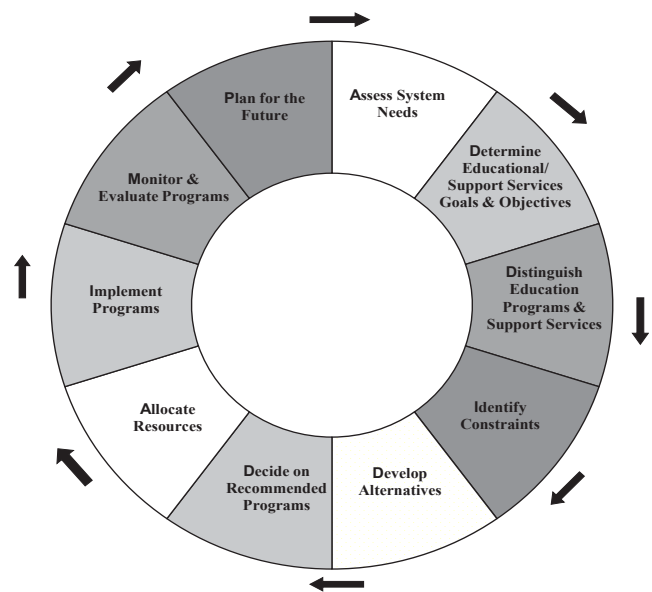 Assess System
Needs
Determine
Educational/
Support Services
Goals & Objectives
Distinguish
Education
Programs &
Support Services
Identify
Constraints
Develop
Alternatives
Decide on
Recommended
Programs
Allocate
Resources
Implement
Programs
Monitor &
Evaluate Programs
Plan for the
Future